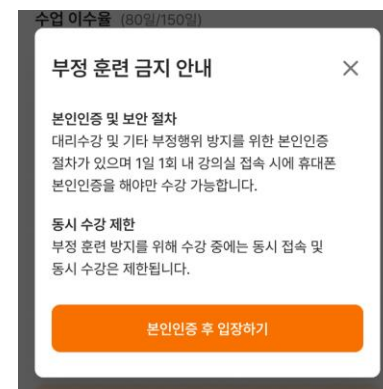 수업 이수율 (80일/150일)
부정 훈련 금지 안내
본인인증 및 보안 절차
대리수강 및 기타 부정행위 방지를 위한 본인인증
절차가 있으며 1일 1회 내 강의실 접속 시에 휴대폰
본인인증을 해야만 수강 가능합니다.
동시 수강 제한
부정 훈련 방지를 위해 수강 중에는 동시 접속 및
동시 수강은 제한됩니다.
본인인증 후 입장하기